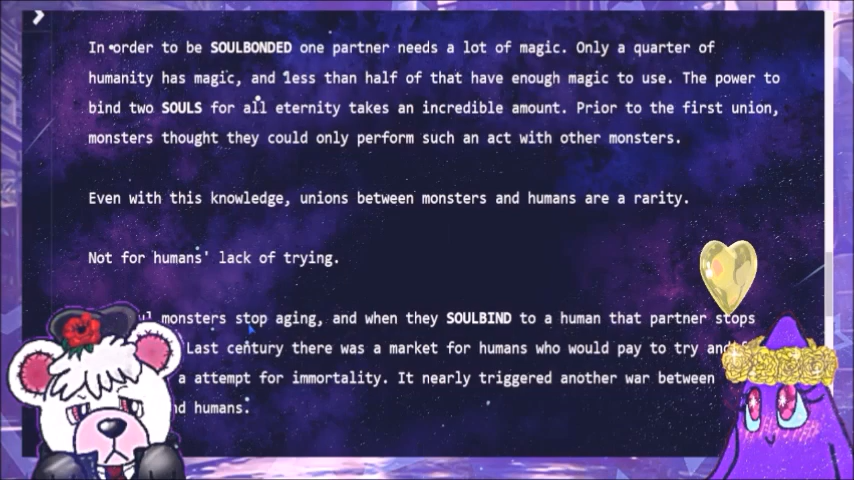 In order to be SOULBONDED one partner needs a lot of magic. Only a quarter of
humanity has magic, and less than half of that have enough magic to use. The power to
bind two SOULS for all eternity takes an incredible amount. Prior to the first union,
monsters thought they could only perform such an act with other monsters.
Even with this knowledge, unions between monsters and humans are a rarity.
Not for humans' lack of trying.
monsters stop aging, and when they SOULBIND to a human that partner stops
Last century there was a market for humans who would pay to try and
a attempt for immortality. It nearly triggered another war between
humans.